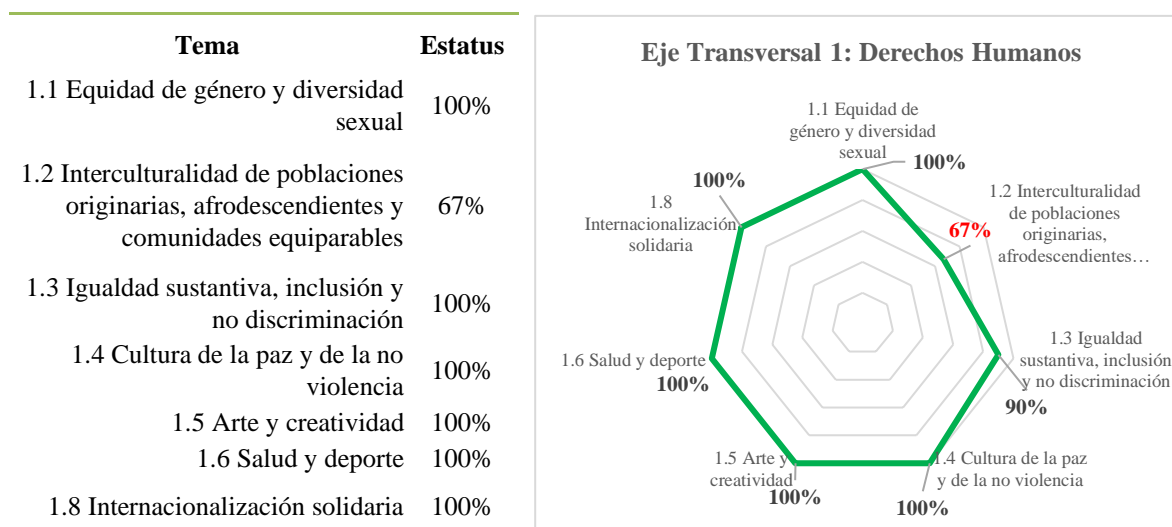 Tema Estatus
1.1 Equidad de género y diversidad
sexual
100%
1.2 Interculturalidad de poblaciones
originarias, afrodescendientes y
comunidades equiparables
67%
1.3 Igualdad sustantiva, inclusión y
no discriminación
100%
1.4 Cultura de la paz y de la no
violencia
100%
1.5 Arte y creatividad 100%
1.6 Salud y deporte 100%
1.8 Internacionalización solidaria 100%
Eje Transversal 1: Derechos Humanos
1.1 Equidad de
género y diversidad
sexual
100%
1.2 Interculturalidad
de poblaciones
originarias,
afrodescendientes…
67%
1.3 Igualdad
sustantiva, inclusión
y no discriminación
90%
1.4 Cultura de la paz
y de la no violencia
100%
1.5 Arte y
creatividad
100%
1.6 Salud y deporte
100%
1.8
Internacionalización
solidaria
100%